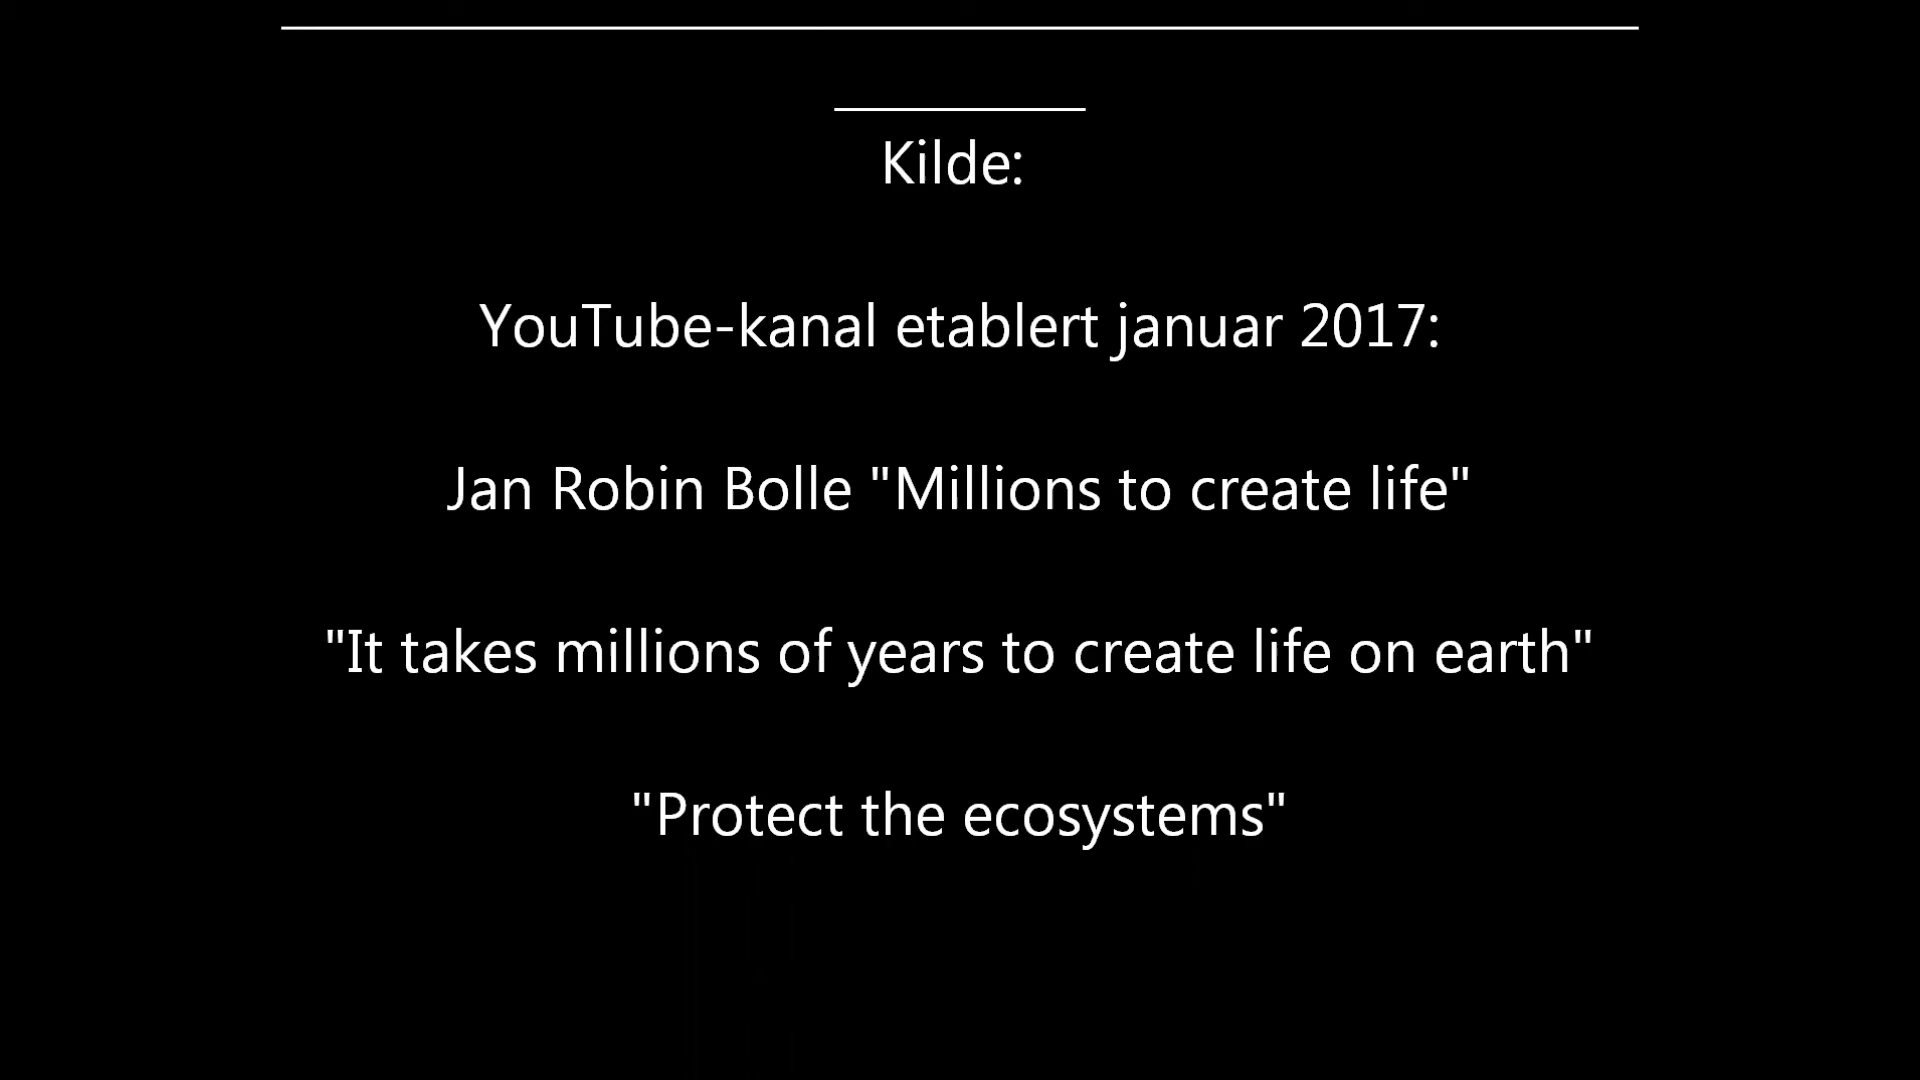 Kilde:
YouTube-kanal etablert januar 2017:
Jan Robin Bolle "Millions to create life"
"It takes millions of years to create life on earth"
"Protect the ecosystems"